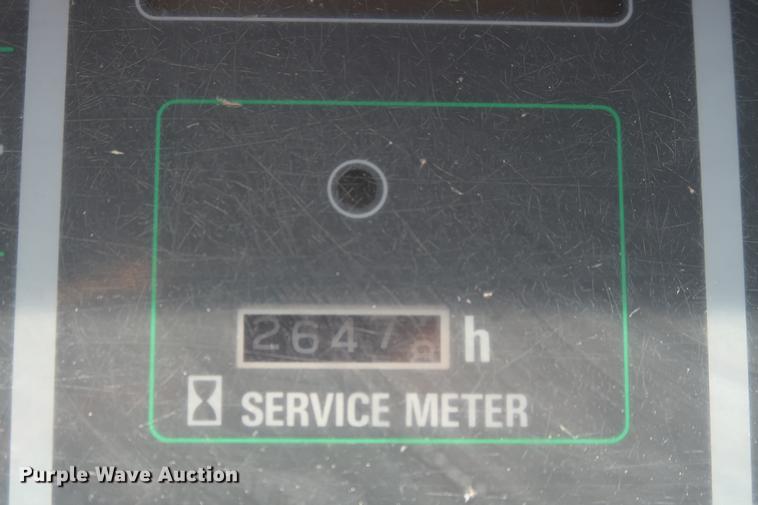 2647 h
SERVICE METER
Purple Wave Auction